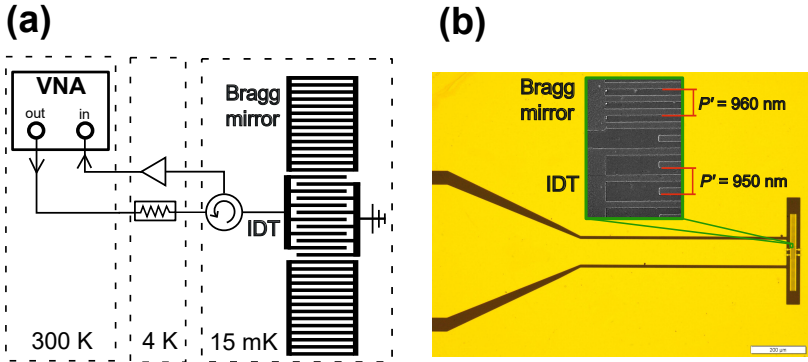 (a)
VNA
out
in
Bragg
mirror
IDT
300 K
4 K
15 mK
(b)
Bragg
mirror
P' = 960 nm
IDT
P' = 950 nm
200 µm